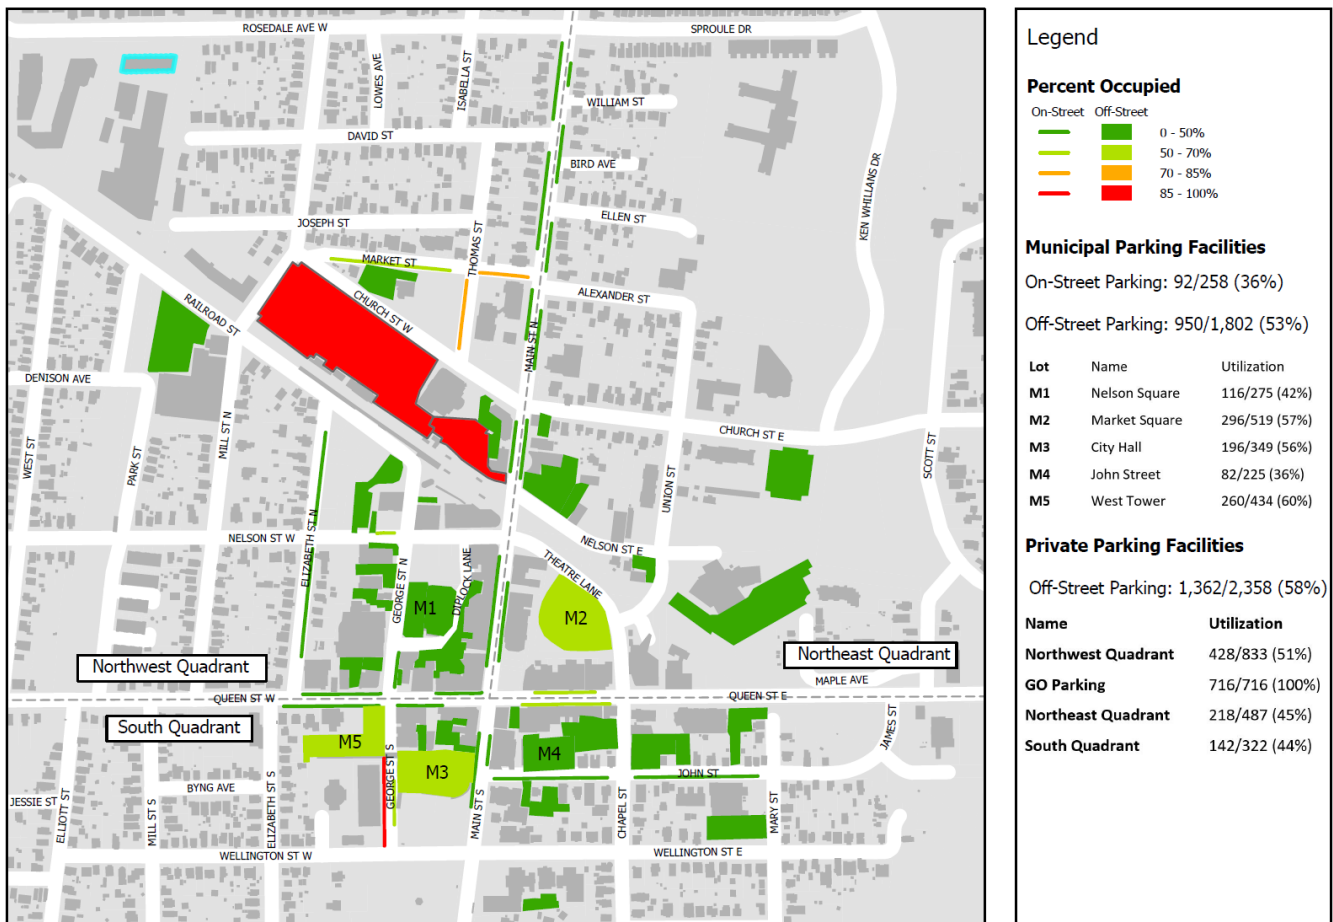 ROSEDALE AVE W
SPROULE DR
LOWES AVE
ISABELLA ST
WILLIAM ST
DAVID ST
BIRD AVE
KEN WHILLANS DR
JOSEPH ST
THOMAS ST
ELLEN ST
MARKET ST
RAILROAD ST
CHURCH ST W
ALEXANDER ST
MAIN ST N
DENISON AVE
WEST ST
PARK ST
MILL ST N
CHURCH ST E
SCOTT ST
UNION ST
ELIZABETH ST N
NELSON ST W
NELSON ST E
THEATRE LANE
GEORGE ST N
DIPLOCK LANE
M1
M2
Northwest Quadrant
Northeast Quadrant
MAPLE AVE
QUEEN ST W
QUEEN ST E
South Quadrant
M5
M3
M4
JAMES ST
GEORGE ST S
JOHN ST
JESSIE ST
ELLIOTT ST
MILL ST S
BYNG AVE
ELIZABETH ST S
MAIN ST S
CHAPEL ST
MARY ST
WELLINGTON ST W
WELLINGTON ST E
Legend
Percent Occupied
On-Street Off-Street
0 - 50%
50 - 70%
70 - 85%
85 - 100%
Municipal Parking Facilities
On-Street Parking: 92/258 (36%)
Off-Street Parking: 950/1,802 (53%)
Lot Name Utilization
M1 Nelson Square 116/275 (42%)
M2 Market Square 296/519 (57%)
M3 City Hall 196/349 (56%)
M4 John Street 82/225 (36%)
M5 West Tower 260/434 (60%)
Private Parking Facilities
Off-Street Parking: 1,362/2,358 (58%)
Name Utilization
Northwest Quadrant 428/833 (51%)
GO Parking 716/716 (100%)
Northeast Quadrant 218/487 (45%)
South Quadrant 142/322 (44%)